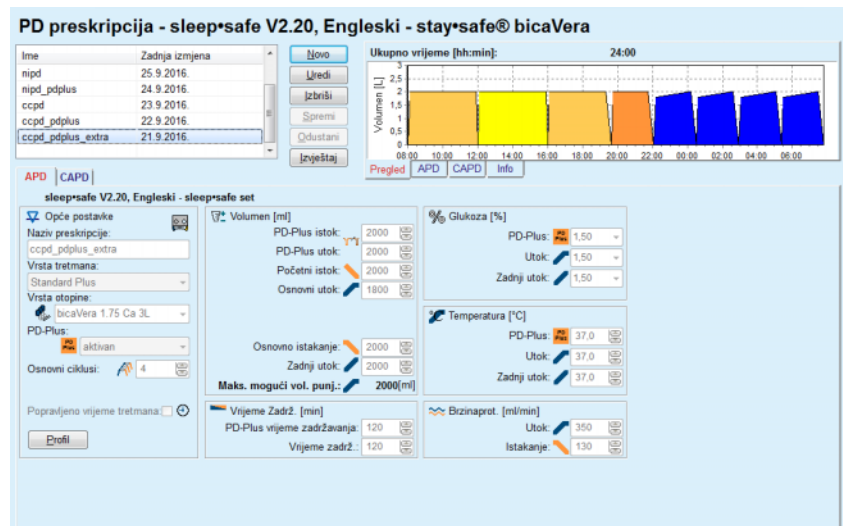 PD preskripcija - sleep•safe V2.20, Engleski - stay•safe® bicaVera
Ime Zadnja izmjena
nipd 25.9.2016.
nipd_pdplus 24.9.2016.
ccpd 23.9.2016.
ccpd_pdplus 22.9.2016.
ccpd_pdplus_extra 21.9.2016.
Novo
Uredi
Izbriši
Spremi
Odustani
Izvještaj
Ukupno vrijeme [hh:min]: 24:00
Volumen [L]
3
2,5
2
1,5
1
0,5
0
08:00 10:00 12:00 14:00 16:00 18:00 20:00 22:00 00:00 02:00 04:00 06:00
Pregled APD CAPD Info
APD CAPD
sleep•safe V2.20, Engleski - sleep•safe set
Opće postavke
Naziv preskripcije:
ccpd_pdplus_extra
Vrsta tretmana:
Standard Plus
Vrsta otopine:
bicaVera 1.75 Ca 3L
PD-Plus:
PD Plus aktivan
Osnovni ciklusi: 4
Popravljeno vrijeme tretmana:
Profil
Volumen [ml]
PD-Plus istok: 2000
PD-Plus utok: 2000
Početni istok: 2000
Osnovni utok: 1800
Osnovno istakanje: 2000
Zadnji utok: 2000
Maks. mogući vol. punj.: 2000[ml]
Vrijeme Zadrž. [min]
PD-Plus vrijeme zadržavanja: 120
Vrijeme zadrž.: 120
Glukoza [%]
PD-Plus: PD Plus 1,50
Utok: 1,50
Zadnji utok: 1,50
Temperatura [°C]
PD-Plus: PD Plus 37,0
Utok: 37,0
Zadnji utok: 37,0
Brzinaprot. [ml/min]
Utok: 350
Istakanje: 130